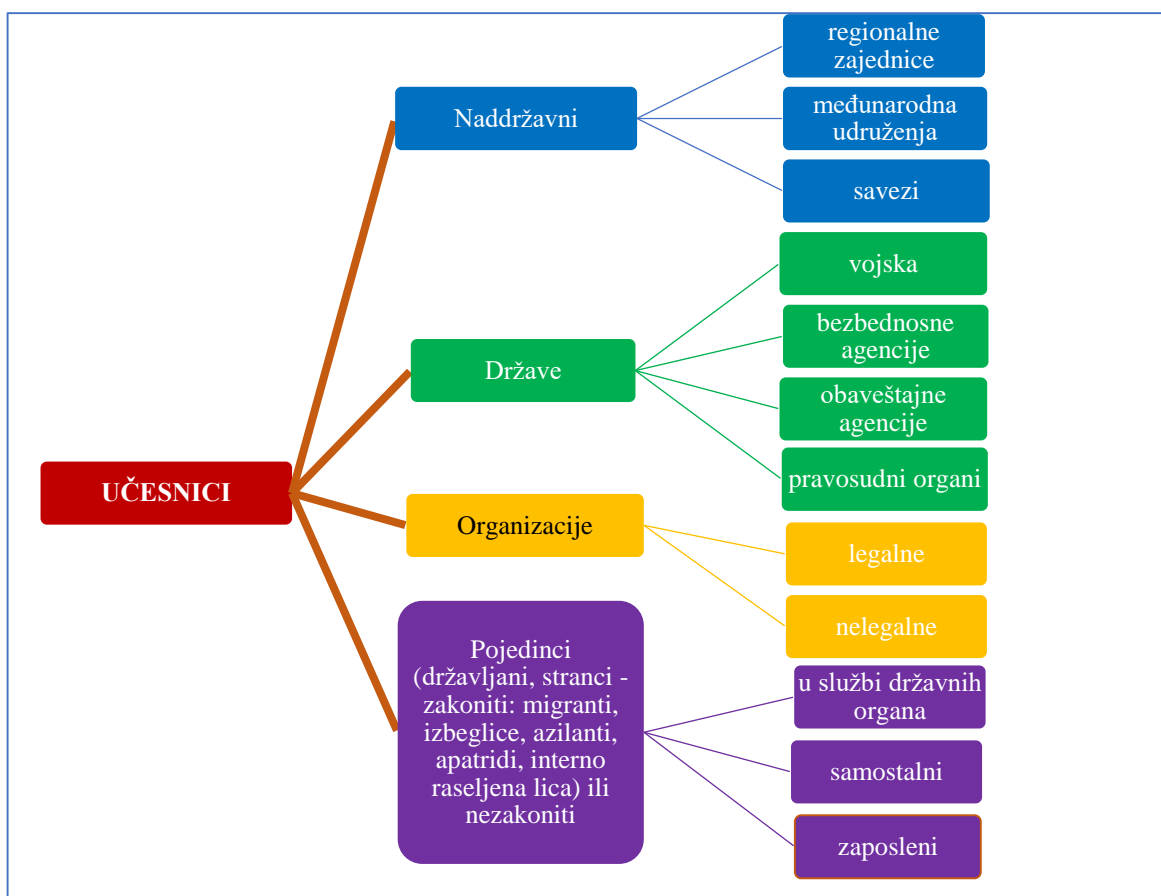 UČESNICI
Naddržavni
regionalne
zajednice
međunarodna
udruženja
savezi
Države
vojska
bezbednosne
agencije
obaveštajne
agencije
pravosudni organi
Organizacije
legalne
nelegalne
Pojedinci
(državljani, stranci -
zakoniti: migranti,
izbeglice, azilanti,
apatridi, interno
raseljena lica) ili
nezakoniti
u službi državnih
organa
samostalni
zaposleni